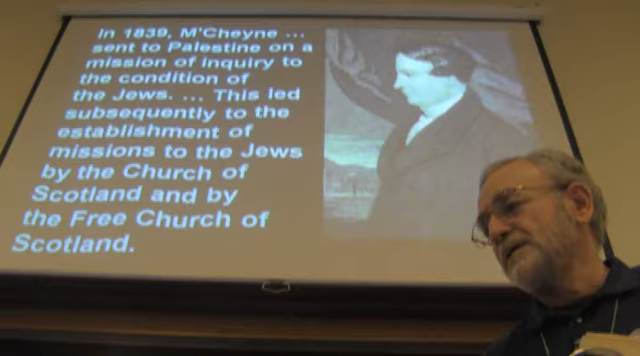 In 1839, M'Cheyne ...
sent to Palestine on a
mission of inquiry to
the condition of
the Jews. ... This led
subsequently to the
establishment of
missions to the Jews
by the Church of
Scotland and by
the Free Church of
Scotland.